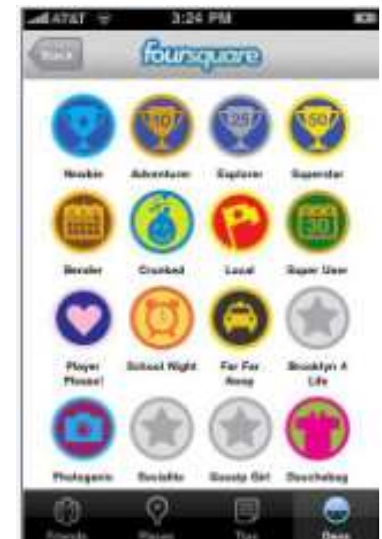 AT&T 3:24 PM
Back foursquare
10 25 50
Newbie Adventurer Explorer Superstar
30
Bender Crunked Local Super User
Player Please! School Night Far Far Away Brooklyn 4 Life
Photogenic Socialite Gossip Girl Douchebag
Friends Places Tips